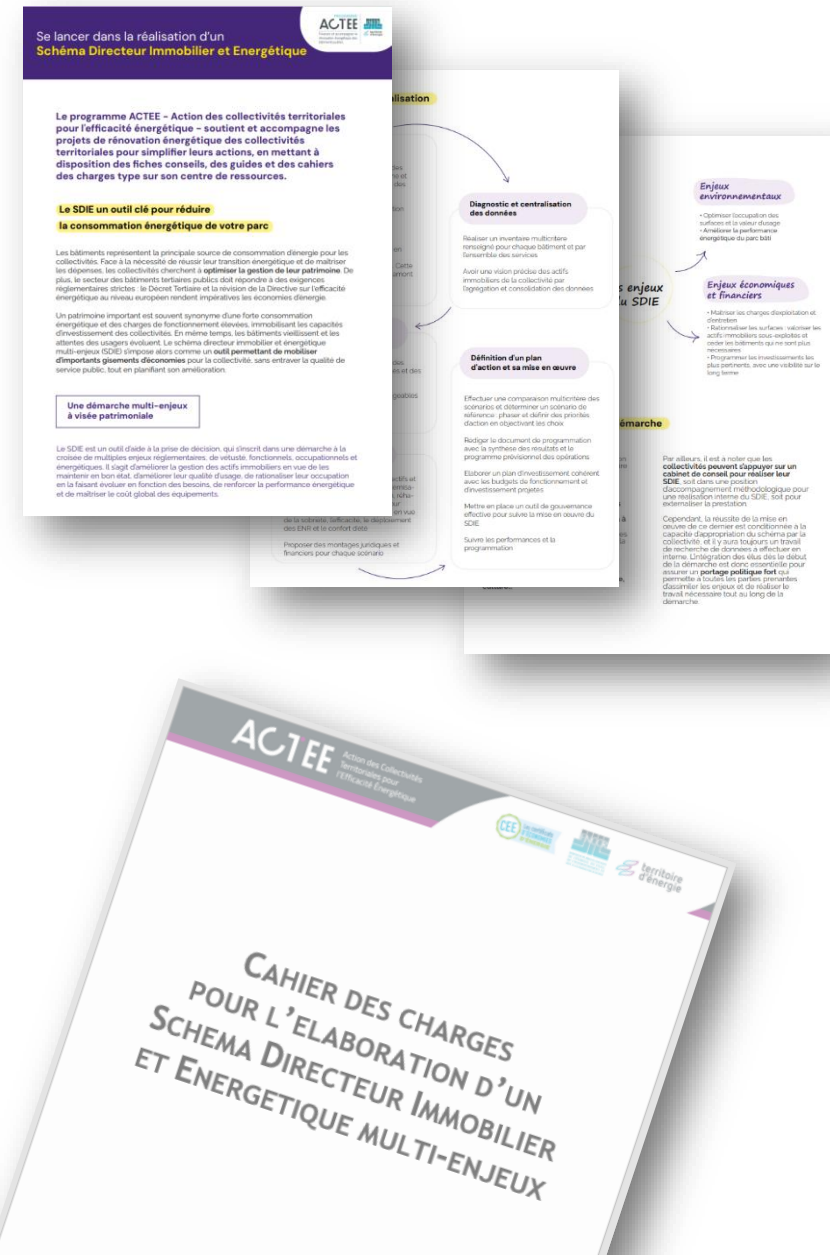 Se lancer dans la réalisation d'un
Schéma Directeur Immobilier et Energétique
ACTEE
Le programme ACTEE - Action des collectivités territoriales
pour l'efficacité énergétique - soutient et accompagne les
projets de rénovation énergétique des collectivités
territoriales pour simplifier leurs actions, en mettant à
disposition des fiches conseils, des guides et des cahiers
des charges type sur son centre de ressources.
Le SDIE un outil clé pour réduire
la consommation énergétique de votre parc
Les bâtiments représentent la principale source de consommation d'énergie pour les
collectivités. Face à la nécessité de réussir leur transition énergétique et de maîtriser
les dépenses, les collectivités cherchent à optimiser la gestion de leur patrimoine. De
plus, le secteur des bâtiments tertiaires publics doit répondre à des exigences
réglementaires strictes : le Décret Tertiaire et la révision de la Directive sur l'efficacité
énergétique au niveau européen rendent impératives les économies d'énergie.
Un patrimoine important est souvent synonyme d'une forte consommation
énergétique et des charges de fonctionnement élevées, immobilisant les capacités
d'investissement des collectivités. En même temps, les bâtiments vieillissent et les
attentes des usagers évoluent. Le schéma directeur immobilier et énergétique
multi-enjeux (SDIE) s'impose alors comme un outil permettant de mobiliser
d'importants gisements d'économies pour la collectivité, sans entraver la qualité de
service public, tout en planifiant son amélioration.
Une démarche multi-enjeux
à visée patrimoniale
Le SDIE est un outil d'aide à la prise de décision, qui s'inscrit dans une démarche à la
croisée de multiples enjeux réglementaires, de vétusté, fonctionnels, occupationnels et
énergétiques. Il s'agit d'améliorer la gestion des actifs immobiliers en vue de les
maintenir en bon état, d'améliorer leur qualité d'usage, de rationaliser leur occupation
en la faisant évoluer en fonction des besoins, de renforcer la performance énergétique
et de maîtriser le coût global des équipements.
alisation
Diagnostic et centralisation
des données
Réaliser un inventaire multicritère
renseigné pour chaque bâtiment et par
l'ensemble des services
Avoir une vision précise des actifs
immobiliers de la collectivité par
l'agrégation et consolidation des données
Définition d'un plan
d'action et sa mise en œuvre
Effectuer une comparaison multicritère des
scénarios et déterminer un scénario de
référence : phaser et définir des priorités
d'action en objectivant les choix
Rédiger le document de programmation
avec la synthèse des résultats et le
programme prévisionnel des opérations
Elaborer un plan d'investissement cohérent
avec les budgets de fonctionnement et
d'investissement projetés
Mettre en place un outil de gouvernance
effective pour suivre la mise en œuvre du
SDIE
Suivre les performances et la
programmation
de la sobriété, l'efficacité, le déploiement
des ENR et le confort d'été
Proposer des montages juridiques et
financiers pour chaque scénario
s enjeux
du SDIE
Enjeux
environnementaux
• Optimiser l'occupation des
surfaces et la valeur d'usage
• Améliorer la performance
énergétique du parc bâti
Enjeux économiques
et financiers
• Maîtriser les charges d'exploitation et
d'entretien
• Rationnaliser les surfaces : valoriser les
actifs immobiliers sous-exploités et
céder les bâtiments qui ne sont plus
nécessaires
• Programmer les investissements les
plus pertinents, avec une visibilité sur le
long terme
émarche
Par ailleurs, il est à noter que les
collectivités peuvent s'appuyer sur un
cabinet de conseil pour réaliser leur
SDIE, soit dans une position
d'accompagnement méthodologique pour
une réalisation interne du SDIE, soit pour
externaliser la prestation.
Cependant, la réussite de la mise en
œuvre de ce dernier est conditionnée à la
capacité d'appropriation du schéma par la
collectivité, et il y aura toujours un travail
de recherche de données à effectuer en
interne. L'intégration des élus dès le début
de la démarche est donc essentielle pour
assurer un portage politique fort qui
permette à toutes les parties prenantes
d'assimiler les enjeux et de réaliser le
travail nécessaire tout au long de la
démarche.
ACTEE
Action des Collectivités
Territoriales pour
l'Efficacité Énergétique
CEE
territoire
d'énergie
CAHIER DES CHARGES
POUR L'ELABORATION D'UN
SCHEMA DIRECTEUR IMMOBILIER
ET ENERGETIQUE MULTI-ENJEUX